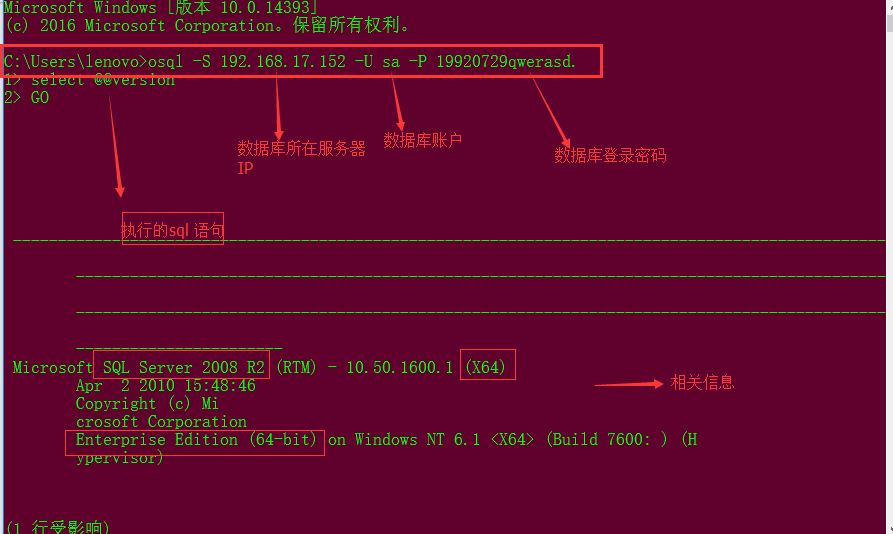 Microsoft Windows [版本 10.0.14393]
(c) 2016 Microsoft Corporation。保留所有权利。
C:\Users\lenovo>osql -S 192.168.17.152 -U sa -P 19920729qwerasd.
1> select @@version
2> GO
数据库所在服务器
IP
数据库账户
数据库登录密码
执行的sql 语句
Microsoft SQL Server 2008 R2 (RTM) - 10.50.1600.1 (X64)
Apr  2 2010 15:48:46
相关信息
Copyright (c) Mi
crosoft Corporation
Enterprise Edition (64-bit) on Windows NT 6.1 <X64> (Build 7600: ) (H
ypervisor)
(1 行受影响)